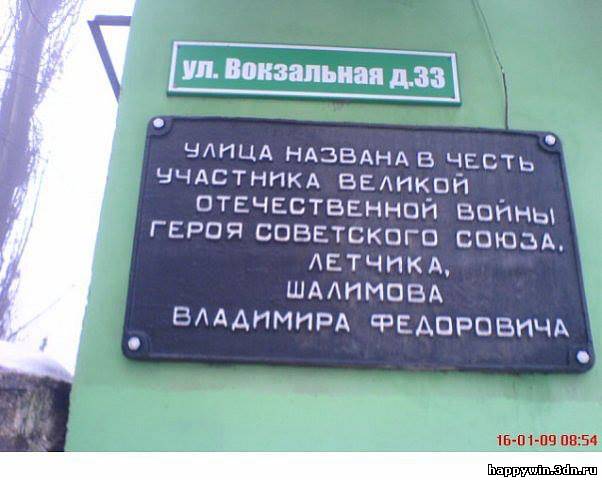 ул. Вокзальная д.33
УЛИЦА НАЗВАНА В ЧЕСТЬ
УЧАСТНИКА ВЕЛИКОЙ
ОТЕЧЕСТВЕННОЙ ВОЙНЫ
ГЕРОЯ СОВЕТСКОГО СОЮЗА,
ЛЕТЧИКА,
ШАЛИМОВА
ВЛАДИМИРА ФЕДОРОВИЧА
16-01-09 08:54
happywin.3dn.ru